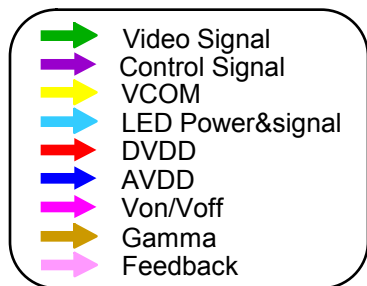 Video Signal
Control Signal
VCOM
LED Power&signal
DVDD
AVDD
Von/Voff
Gamma
Feedback